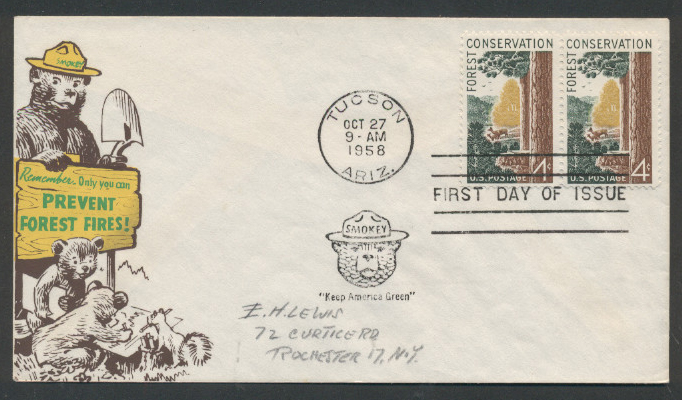 SMOKEY
Remember- Only you can
PREVENT
FOREST FIRES!
TUCSON
OCT 27
9-AM
1958
ARIZ.
FOREST CONSERVATION
U.S. POSTAGE 4¢
FOREST CONSERVATION
U.S. POSTAGE 4¢
FIRST DAY OF ISSUE
SMOKEY
"Keep America Green"
E.H. LEWIS
72 CURTICE RD
ROCHESTER 17, N.Y.